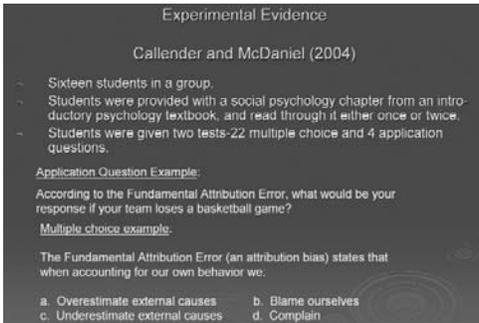 Experimental Evidence
Callender and McDaniel (2004)
Sixteen students in a group.
Students were provided with a social psychology chapter from an intro-
ductory psychology textbook, and read through it either once or twice.
Students were given two tests-22 multiple choice and 4 application
questions.
Application Question Example:
According to the Fundamental Attribution Error, what would be your
response if your team loses a basketball game?
Multiple choice example:
The Fundamental Attribution Error (an attribution bias) states that
when accounting for our own behavior we:
a. Overestimate external causes b. Blame ourselves
c. Underestimate external causes d. Complain